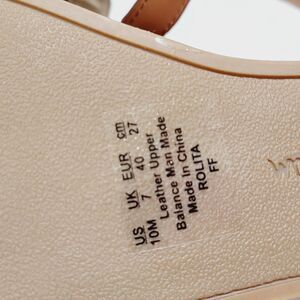 US UK EUR cm
10M 7 40 27
Leather Upper
Balance Man Made
Made In China
ROLITA
FF